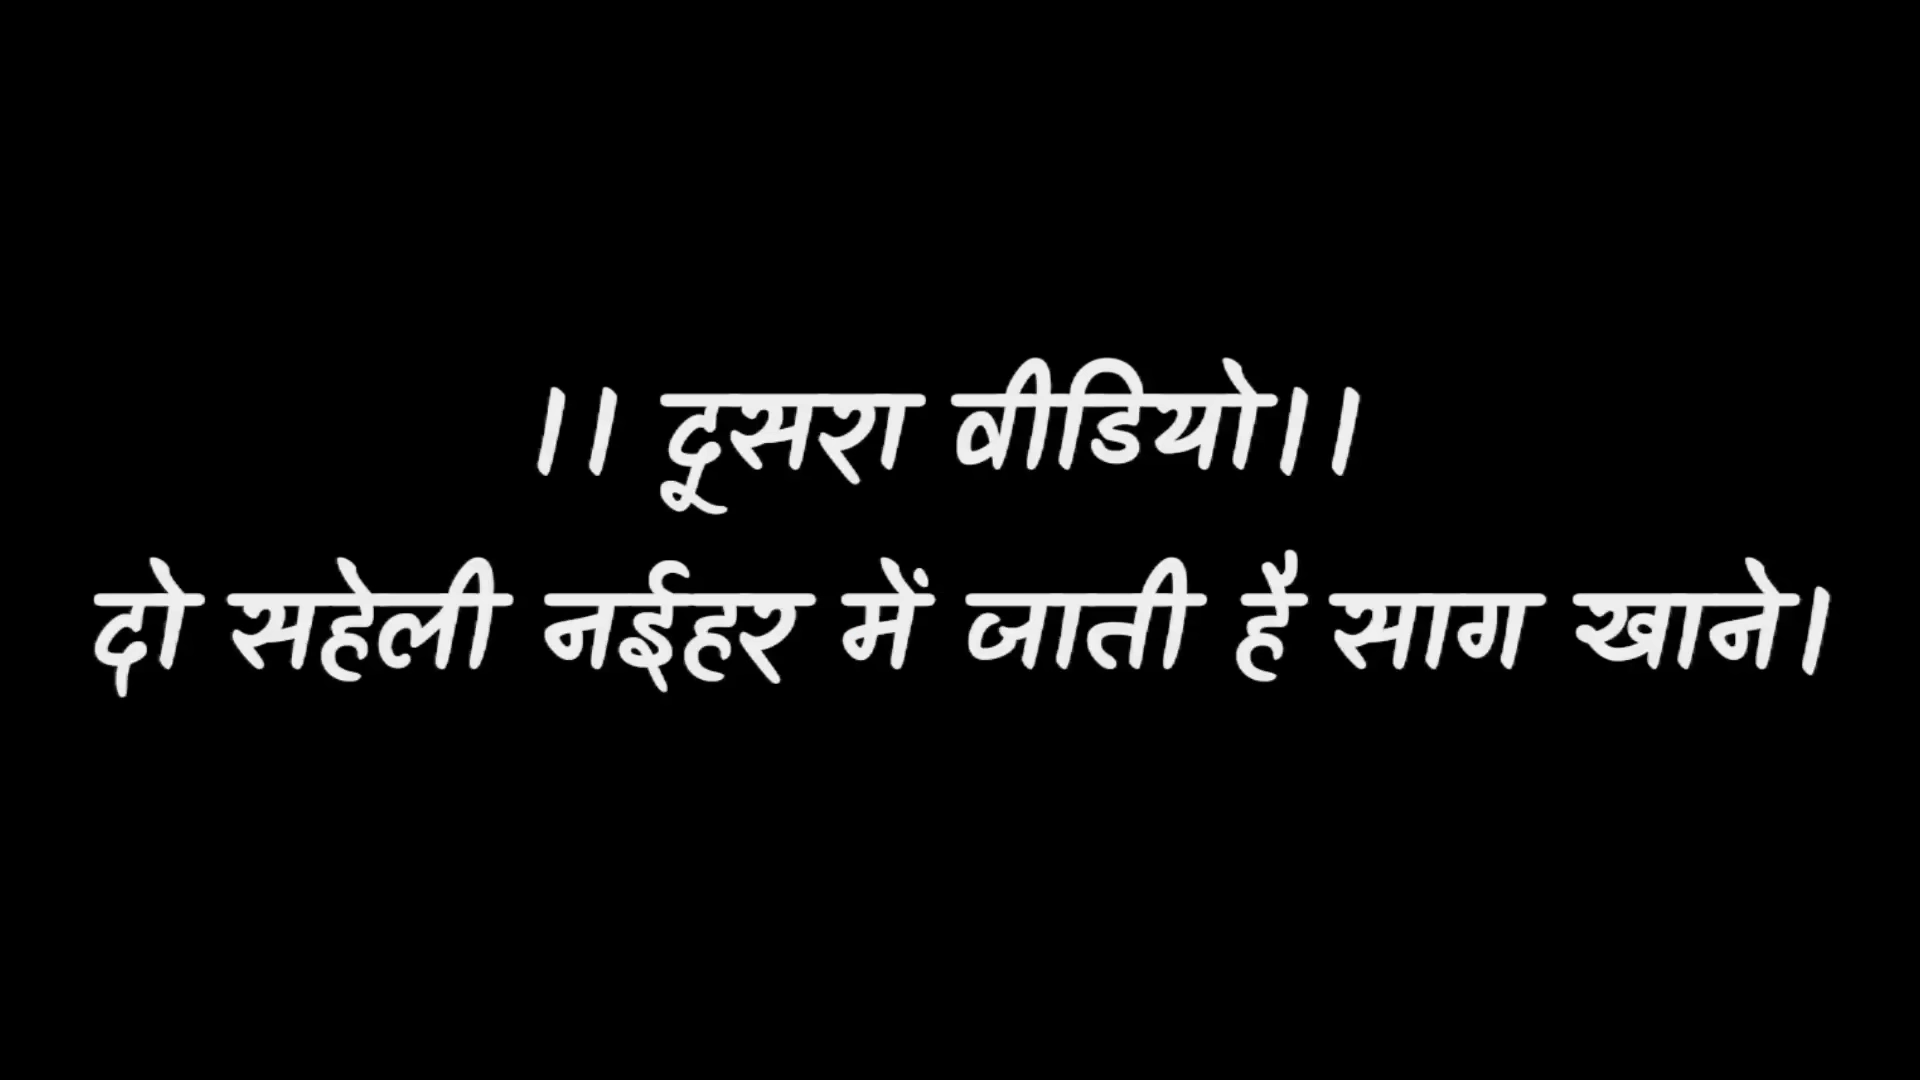 ।। दूसरा वीडियो।।
दो सहेली नईहर में जाती है साग खाने।